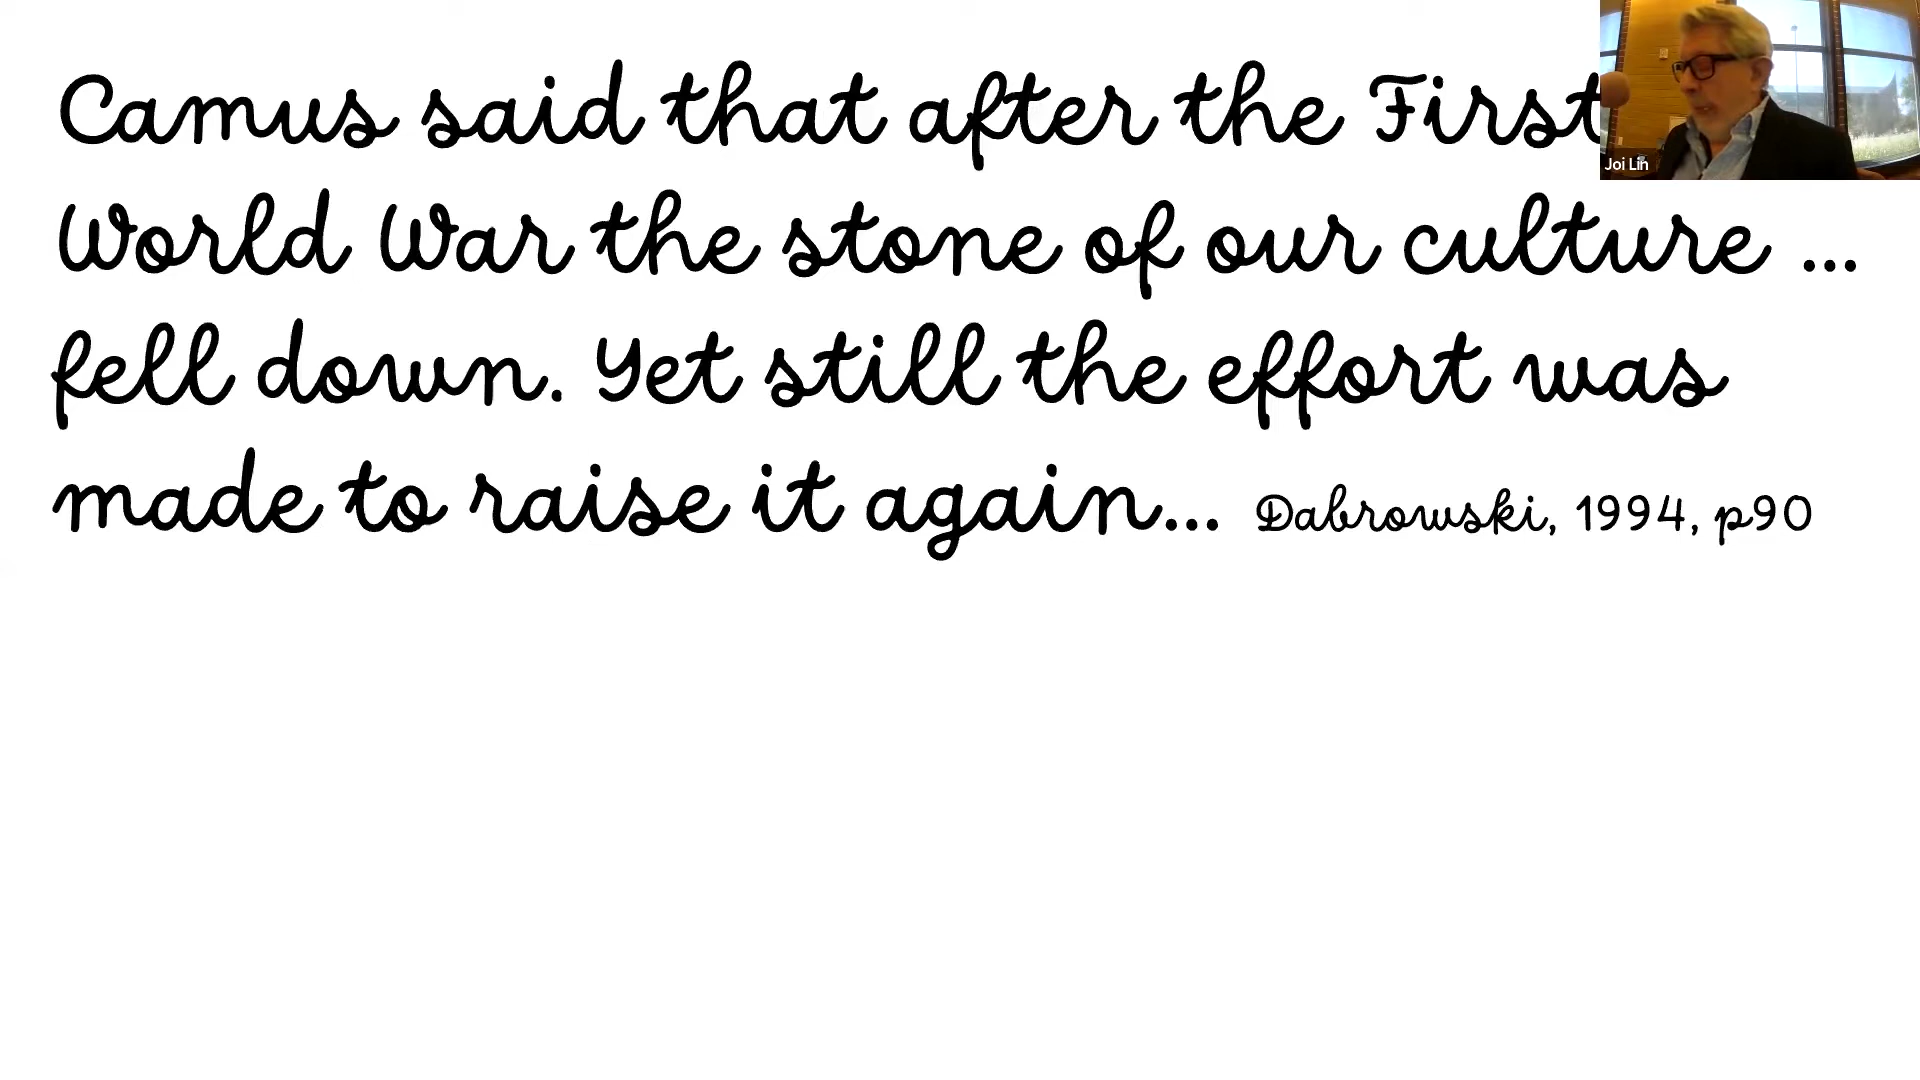 Camus said that after the First
World War the stone of our culture ...
fell down. Yet still the effort was
made to raise it again... Dabrowski, 1994, p90
Joi Lin